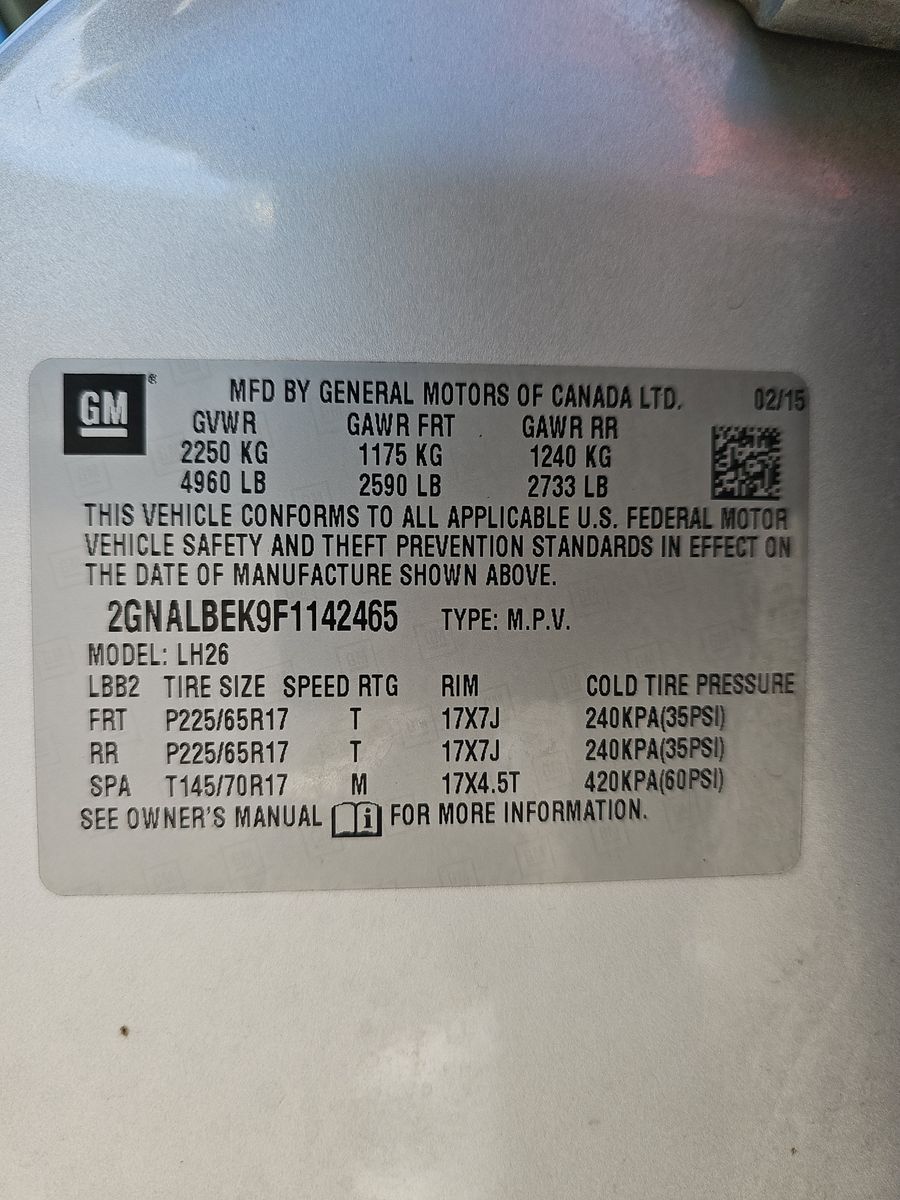 GM ® MFD BY GENERAL MOTORS OF CANADA LTD. 02/15
GVWR GAWR FRT GAWR RR
2250 KG 1175 KG 1240 KG
4960 LB 2590 LB 2733 LB
THIS VEHICLE CONFORMS TO ALL APPLICABLE U.S. FEDERAL MOTOR
VEHICLE SAFETY AND THEFT PREVENTION STANDARDS IN EFFECT ON
THE DATE OF MANUFACTURE SHOWN ABOVE.
2GNALBEK9F1142465 TYPE: M.P.V.
MODEL: LH26
LBB2 TIRE SIZE SPEED RTG RIM COLD TIRE PRESSURE
FRT P225/65R17 T 17X7J 240KPA(35PSI)
RR P225/65R17 T 17X7J 240KPA(35PSI)
SPA T145/70R17 M 17X4.5T 420KPA(60PSI)
SEE OWNER'S MANUAL i FOR MORE INFORMATION.